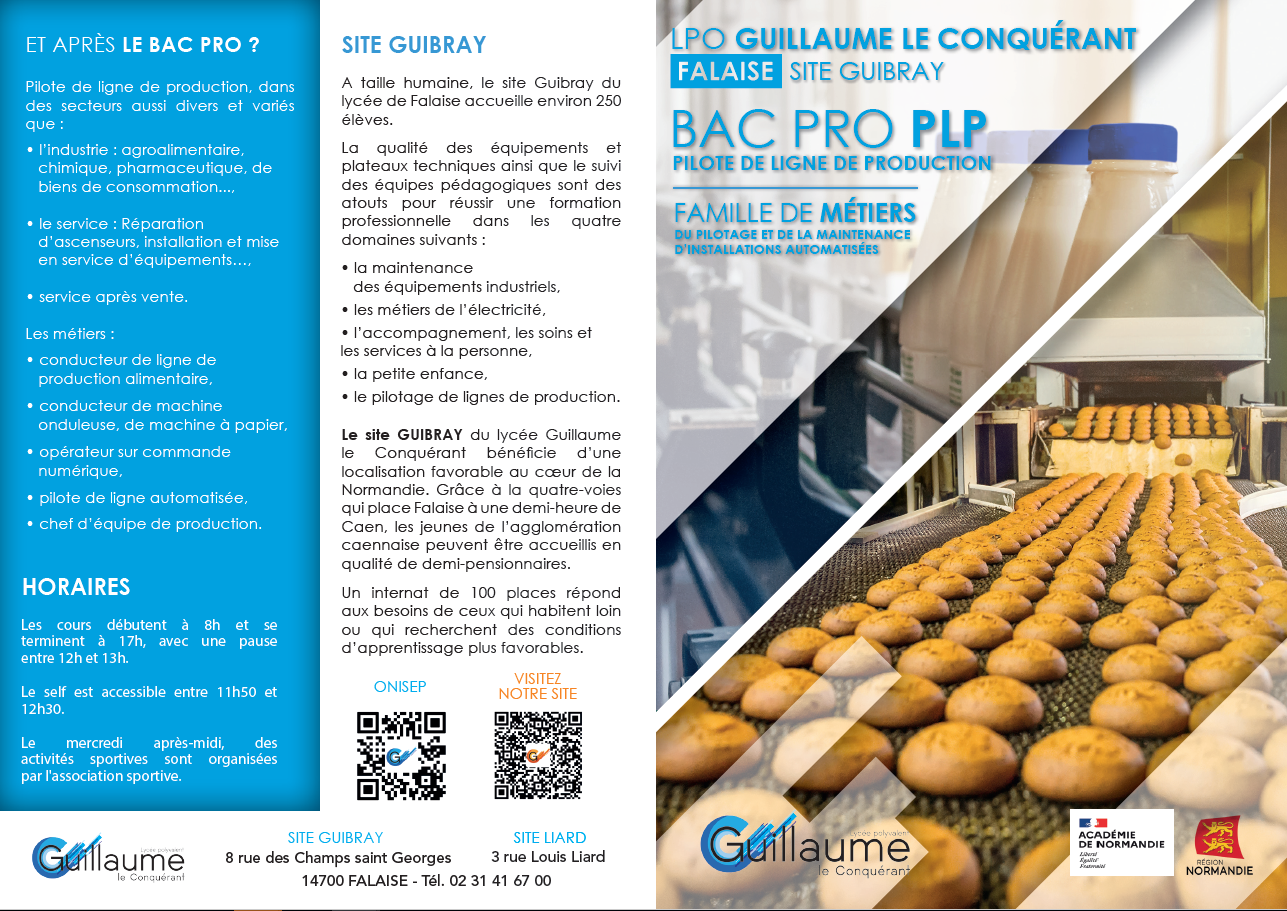 ET APRÈS LE BAC PRO ?
Pilote de ligne de production, dans
des secteurs aussi divers et variés
que :
• l'industrie : agroalimentaire,
chimique, pharmaceutique, de
biens de consommation...,
• le service : Réparation
d'ascenseurs, installation et mise
en service d'équipements…,
• service après vente.
Les métiers :
• conducteur de ligne de
production alimentaire,
• conducteur de machine
onduleuse, de machine à papier,
• opérateur sur commande
numérique,
• pilote de ligne automatisée,
• chef d'équipe de production.
HORAIRES
Les cours débutent à 8h et se
terminent à 17h, avec une pause
entre 12h et 13h.
Le self est accessible entre 11h50 et
12h30.
Le mercredi après-midi, des
activités sportives sont organisées
par l'association sportive.
SITE GUIBRAY
A taille humaine, le site Guibray du
lycée de Falaise accueille environ 250
élèves.
La qualité des équipements et
plateaux techniques ainsi que le suivi
des équipes pédagogiques sont des
atouts pour réussir une formation
professionnelle dans les quatre
domaines suivants :
• la maintenance
des équipements industriels,
• les métiers de l'électricité,
• l'accompagnement, les soins et
les services à la personne,
• la petite enfance,
• le pilotage de lignes de production.
Le site GUIBRAY du lycée Guillaume
le Conquérant bénéficie d'une
localisation favorable au cœur de la
Normandie. Grâce à la quatre-voies
qui place Falaise à une demi-heure de
Caen, les jeunes de l'agglomération
caennaise peuvent être accueillis en
qualité de demi-pensionnaires.
Un internat de 100 places répond
aux besoins de ceux qui habitent loin
ou qui recherchent des conditions
d'apprentissage plus favorables.
ONISEP
VISITEZ
NOTRE SITE
Lycée polyvalent
Guillaume
le Conquérant
SITE GUIBRAY
8 rue des Champs saint Georges
SITE LIARD
3 rue Louis Liard
14700 FALAISE - Tél. 02 31 41 67 00
LPO GUILLAUME LE CONQUÉRANT
FALAISE SITE GUIBRAY
BAC PRO PLP
PILOTE DE LIGNE DE PRODUCTION
FAMILLE DE MÉTIERS
DU PILOTAGE ET DE LA MAINTENANCE
D'INSTALLATIONS AUTOMATISÉES
Lycée polyvalent
Guillaume
le Conquérant
ACADÉMIE
DE NORMANDIE
Liberté
Égalité
Fraternité
RÉGION
NORMANDIE